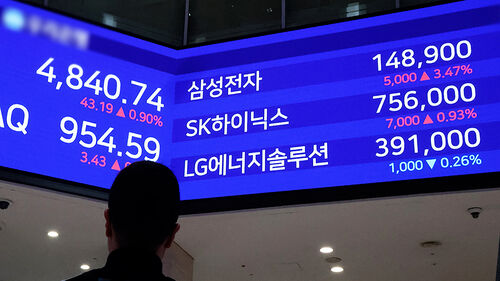 4,840.74
43.19 ▲ 0.90%
AQ 954.59
3.43 ▲
삼성전자 148,900
5,000 ▲ 3.47%
SK하이닉스 756,000
7,000 ▲ 0.93%
LG에너지솔루션 391,000
1,000 ▼ 0.26%